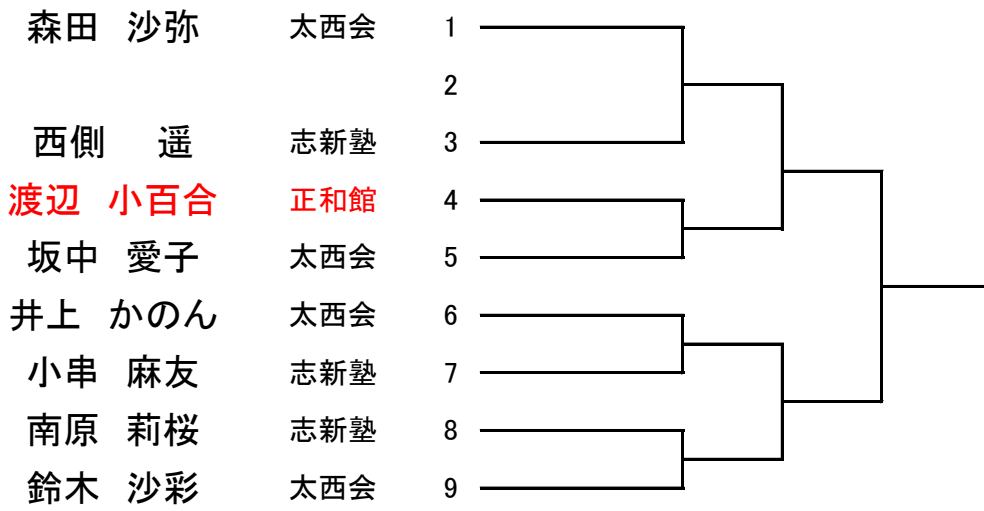 森田 沙弥 太西会 1
2
西側 遥 志新塾 3
渡辺 小百合 正和館 4
坂中 愛子 太西会 5
井上 かのん 太西会 6
小串 麻友 志新塾 7
南原 莉桜 志新塾 8
鈴木 沙彩 太西会 9